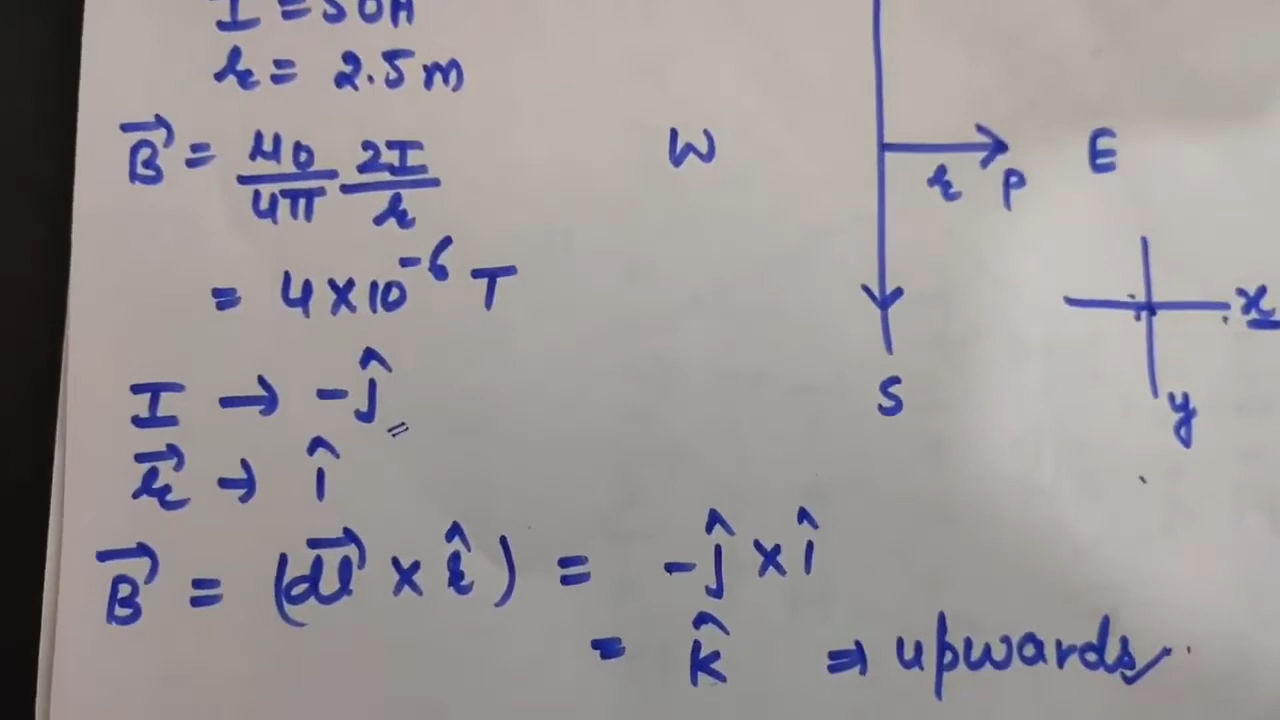 I = 50A
r = 2.5m
B⃗ = μ0/4π 2I/r
= 4×10⁻⁶ T
I → -ĵ
r⃗ → î
B⃗ = (dl⃗ × r̂) = -ĵ × î
= k̂ ⇒ upwards
W
E
r P
S
x
y